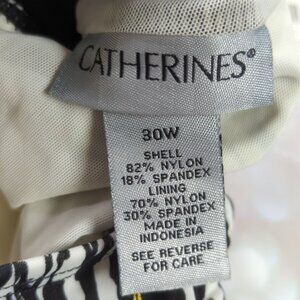 CATHERINES®
30W
SHELL
82% NYLON
18% SPANDEX
LINING
70% NYLON
30% SPANDEX
MADE IN
INDONESIA
SEE REVERSE
FOR CARE